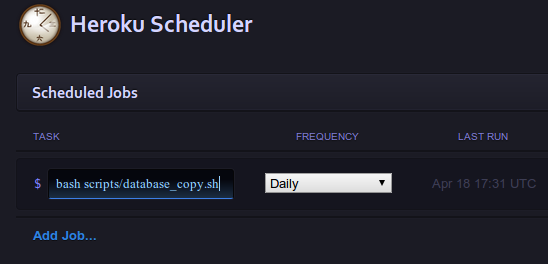 Heroku Scheduler
Scheduled Jobs
TASK FREQUENCY LAST RUN
$ bash scripts/database_copy.sh Daily Apr 18 17:31 UTC
Add Job...